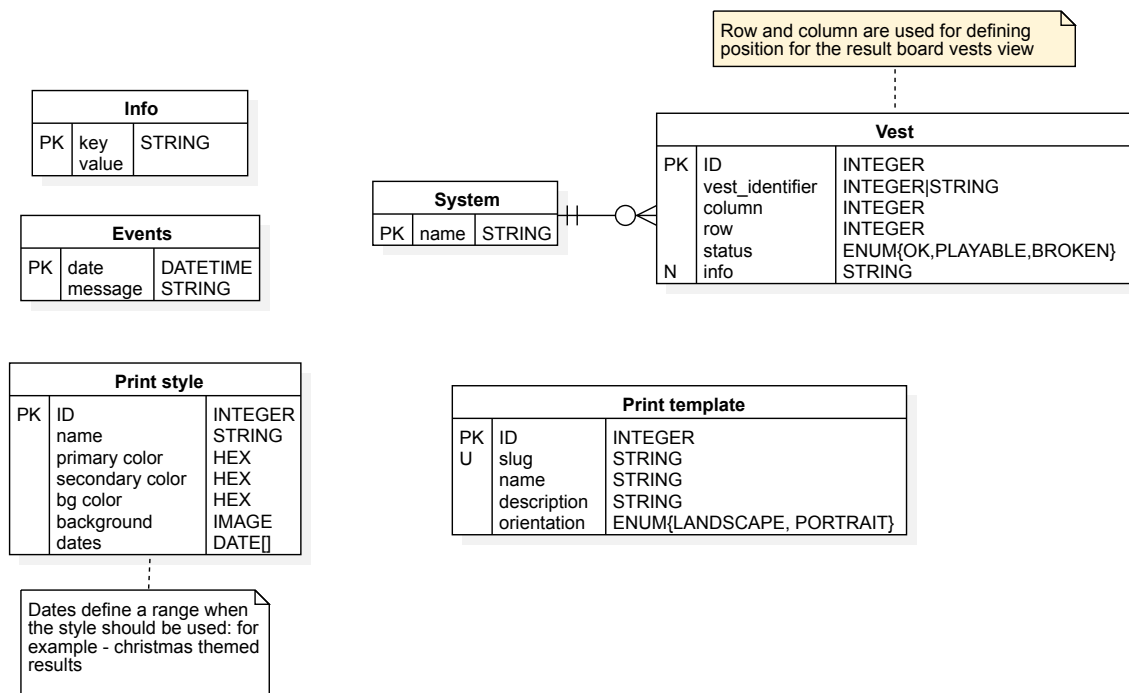 Row and column are used for defining
position for the result board vests view
Info
PK key STRING
value
Vest
PK ID INTEGER
vest_identifier INTEGER|STRING
column INTEGER
row INTEGER
status ENUM{OK,PLAYABLE,BROKEN}
N info STRING
System
PK name STRING
Events
PK date DATETIME
message STRING
Print style
PK ID INTEGER
name STRING
primary color HEX
secondary color HEX
bg color HEX
background IMAGE
dates DATE[]
Print template
PK ID INTEGER
U slug STRING
name STRING
description STRING
orientation ENUM{LANDSCAPE, PORTRAIT}
Dates define a range when
the style should be used: for
example - christmas themed
results